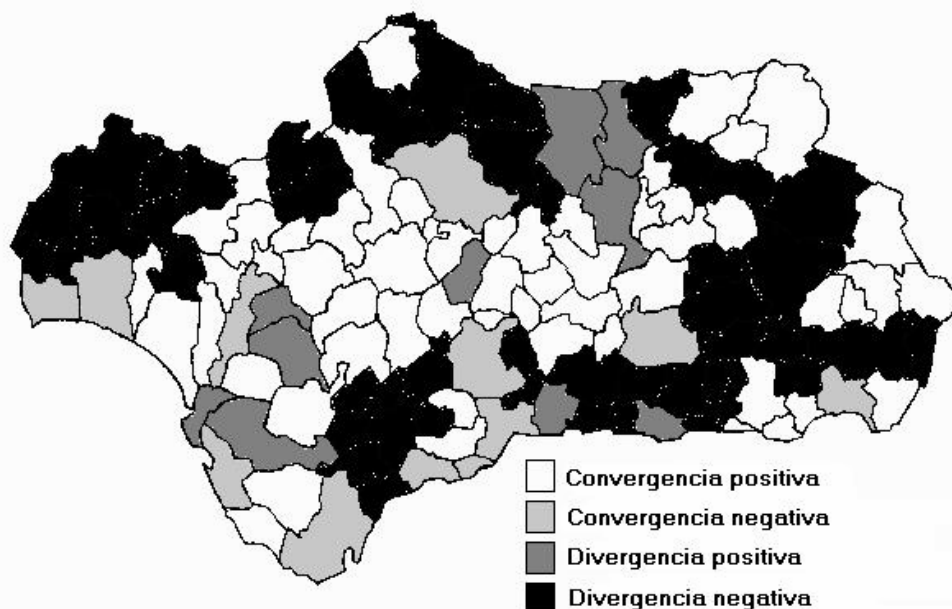 Convergencia positiva
Convergencia negativa
Divergencia positiva
Divergencia negativa